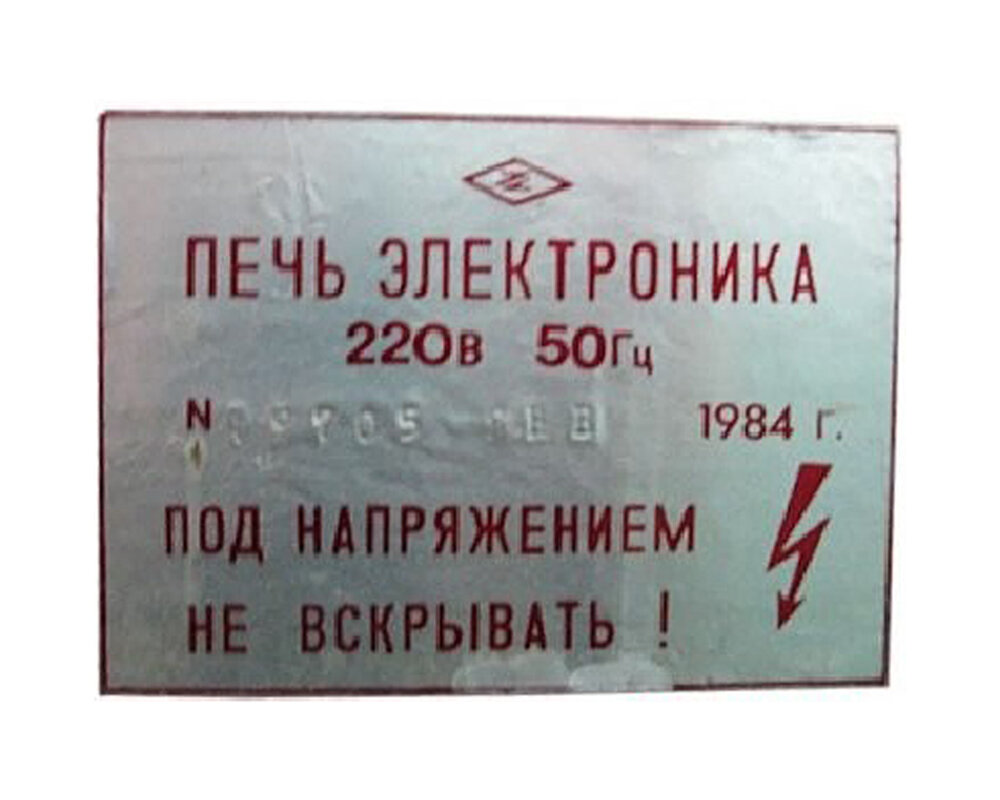 ПЕЧЬ ЭЛЕКТРОНИКА
220В 50Гц
N 1984 г.
ПОД НАПРЯЖЕНИЕМ
НЕ ВСКРЫВАТЬ !